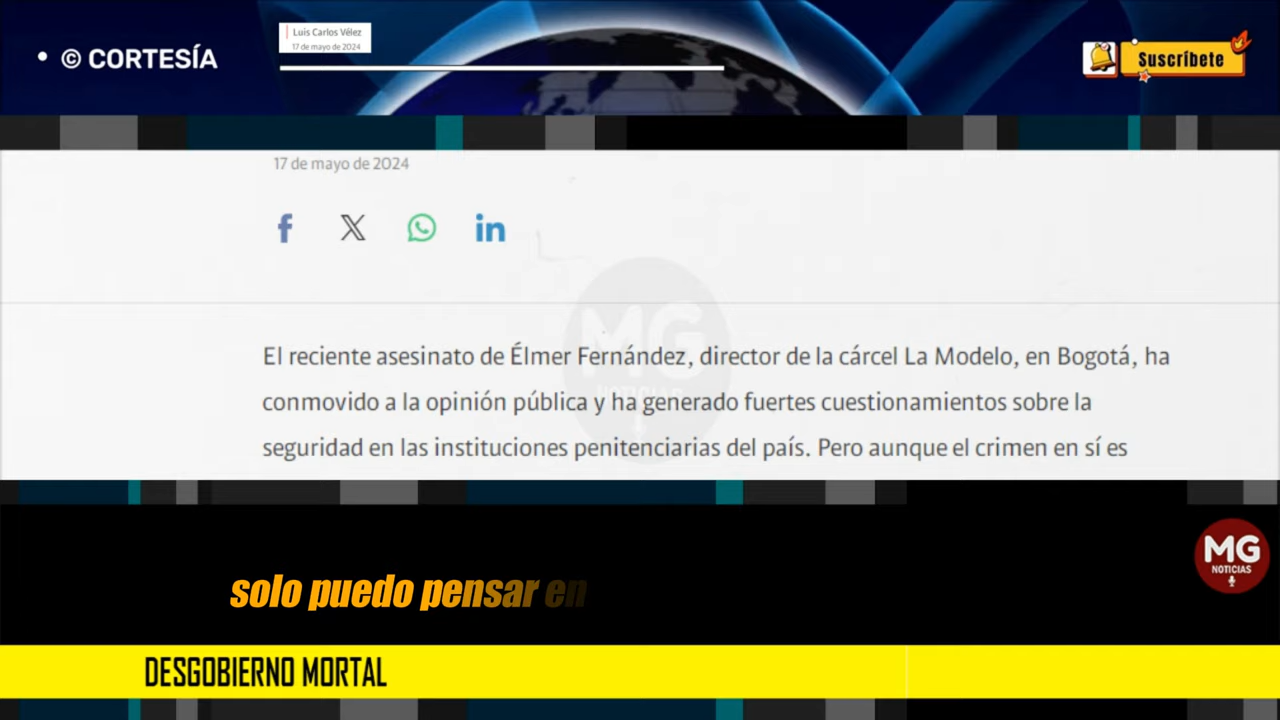 • © CORTESÍA
Luis Carlos Vélez
17 de mayo de 2024
Suscríbete
17 de mayo de 2024
El reciente asesinato de Élmer Fernández, director de la cárcel La Modelo, en Bogotá, ha
conmovido a la opinión pública y ha generado fuertes cuestionamientos sobre la
seguridad en las instituciones penitenciarias del país. Pero aunque el crimen en sí es
MG
NOTICIAS
MG
NOTICIAS
solo puedo pensar en
DESGOBIERNO MORTAL